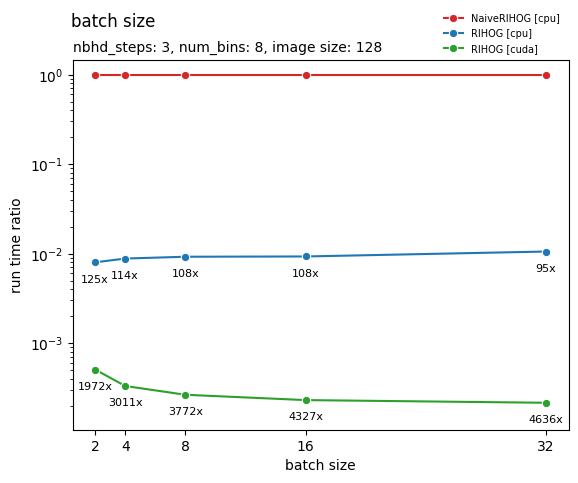 batch size
nbhd_steps: 3, num_bins: 8, image size: 128
NaiveRIHOG [cpu]
RIHOG [cpu]
RIHOG [cuda]
run time ratio
10^0
10^-1
10^-2
10^-3
125x
114x
108x
108x
95x
1972x
3011x
3772x
4327x
4636x
2 4 8 16 32
batch size